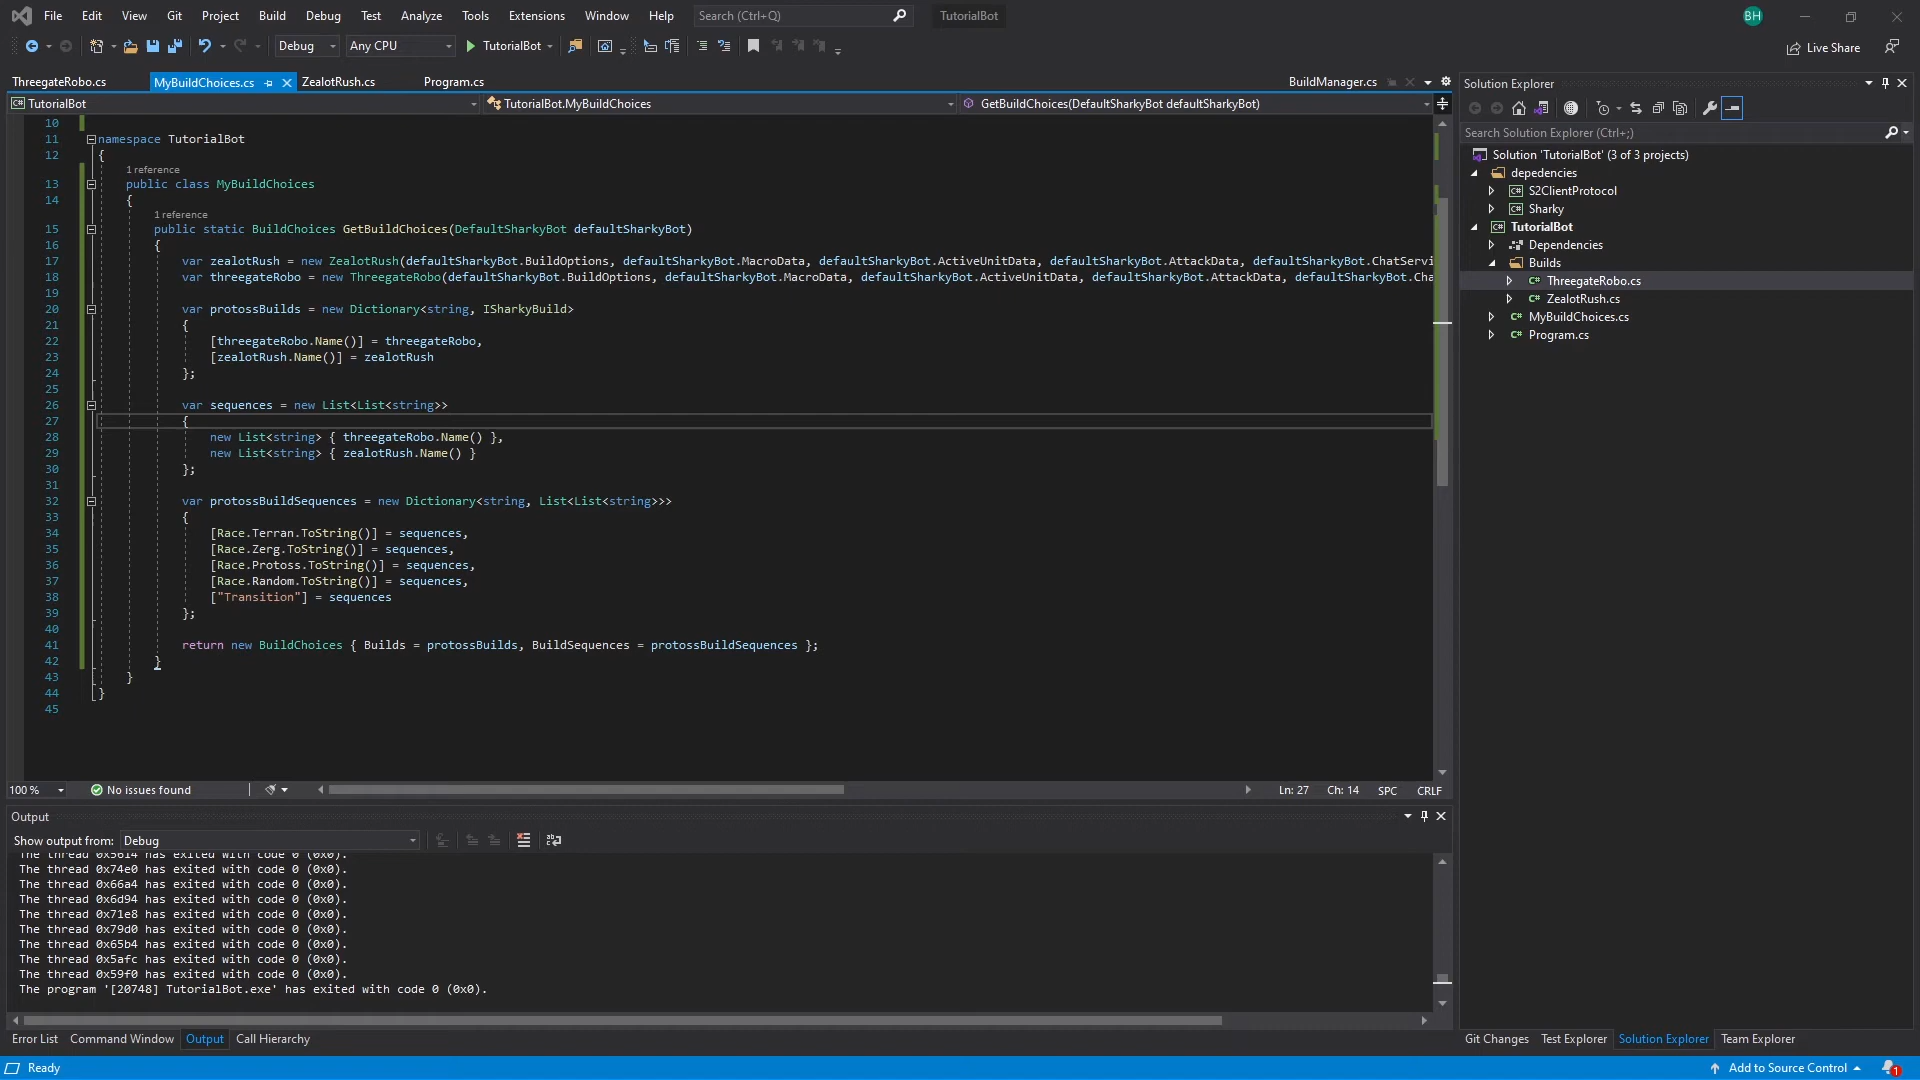 File Edit View Git Project Build Debug Test Analyze Tools Extensions Window Help Search (Ctrl+Q) TutorialBot BH
Debug Any CPU TutorialBot Live Share
ThreegateRobo.cs MyBuildChoices.cs ZealotRush.cs Program.cs BuildManager.cs
TutorialBot TutorialBot.MyBuildChoices GetBuildChoices(DefaultSharkyBot defaultSharkyBot)
10
11 namespace TutorialBot
12 {
1 reference
13 public class MyBuildChoices
14 {
1 reference
15 public static BuildChoices GetBuildChoices(DefaultSharkyBot defaultSharkyBot)
16 {
17 var zealotRush = new ZealotRush(defaultSharkyBot.BuildOptions, defaultSharkyBot.MacroData, defaultSharkyBot.ActiveUnitData, defaultSharkyBot.AttackData, defaultSharkyBot.ChatServi
18 var threegateRobo = new ThreegateRobo(defaultSharkyBot.BuildOptions, defaultSharkyBot.MacroData, defaultSharkyBot.ActiveUnitData, defaultSharkyBot.AttackData, defaultSharkyBot.Cha
19
20 var protossBuilds = new Dictionary<string, ISharkyBuild>
21 {
22 [threegateRobo.Name()] = threegateRobo,
23 [zealotRush.Name()] = zealotRush
24 };
25
26 var sequences = new List<List<string>>
27 {
28 new List<string> { threegateRobo.Name() },
29 new List<string> { zealotRush.Name() }
30 };
31
32 var protossBuildSequences = new Dictionary<string, List<List<string>>>
33 {
34 [Race.Terran.ToString()] = sequences,
35 [Race.Zerg.ToString()] = sequences,
36 [Race.Protoss.ToString()] = sequences,
37 [Race.Random.ToString()] = sequences,
38 ["Transition"] = sequences
39 };
40
41 return new BuildChoices { Builds = protossBuilds, BuildSequences = protossBuildSequences };
42 }
43 }
44 }
45
100 % No issues found Ln: 27 Ch: 14 SPC CRLF
Output
Show output from: Debug
The thread 0x5614 has exited with code 0 (0x0).
The thread 0x74e0 has exited with code 0 (0x0).
The thread 0x66a4 has exited with code 0 (0x0).
The thread 0x6d94 has exited with code 0 (0x0).
The thread 0x71e8 has exited with code 0 (0x0).
The thread 0x79d0 has exited with code 0 (0x0).
The thread 0x65b4 has exited with code 0 (0x0).
The thread 0x5afc has exited with code 0 (0x0).
The thread 0x59f0 has exited with code 0 (0x0).
The program '[20748] TutorialBot.exe' has exited with code 0 (0x0).
Error List Command Window Output Call Hierarchy
Solution Explorer
Search Solution Explorer (Ctrl+;)
Solution 'TutorialBot' (3 of 3 projects)
depedencies
C# S2ClientProtocol
C# Sharky
C# TutorialBot
Dependencies
Builds
C# ThreegateRobo.cs
C# ZealotRush.cs
C# MyBuildChoices.cs
C# Program.cs
Git Changes Test Explorer Solution Explorer Team Explorer
Ready Add to Source Control 1